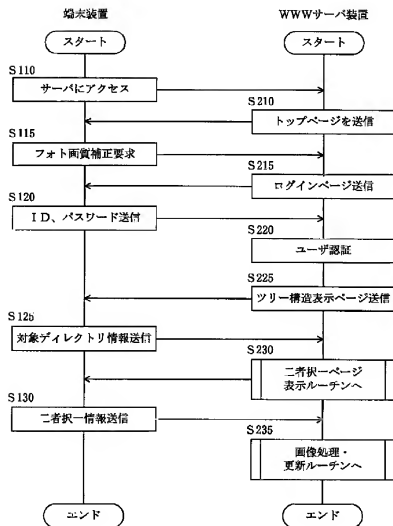 端末装置
WWWサーバ装置
スタート
スタート
S110
サーバにアクセス
S210
トップページを送信
S115
フォト画質補正要求
S215
ログインページ送信
S120
ID、パスワード送信
S220
ユーザ認証
S225
ツリー構造表示ページ送信
S125
対象ディレクトリ情報送信
S230
二者択一ページ
表示ルーチンへ
S130
二者択一情報送信
S235
画像処理・
更新ルーチンへ
エンド
エンド